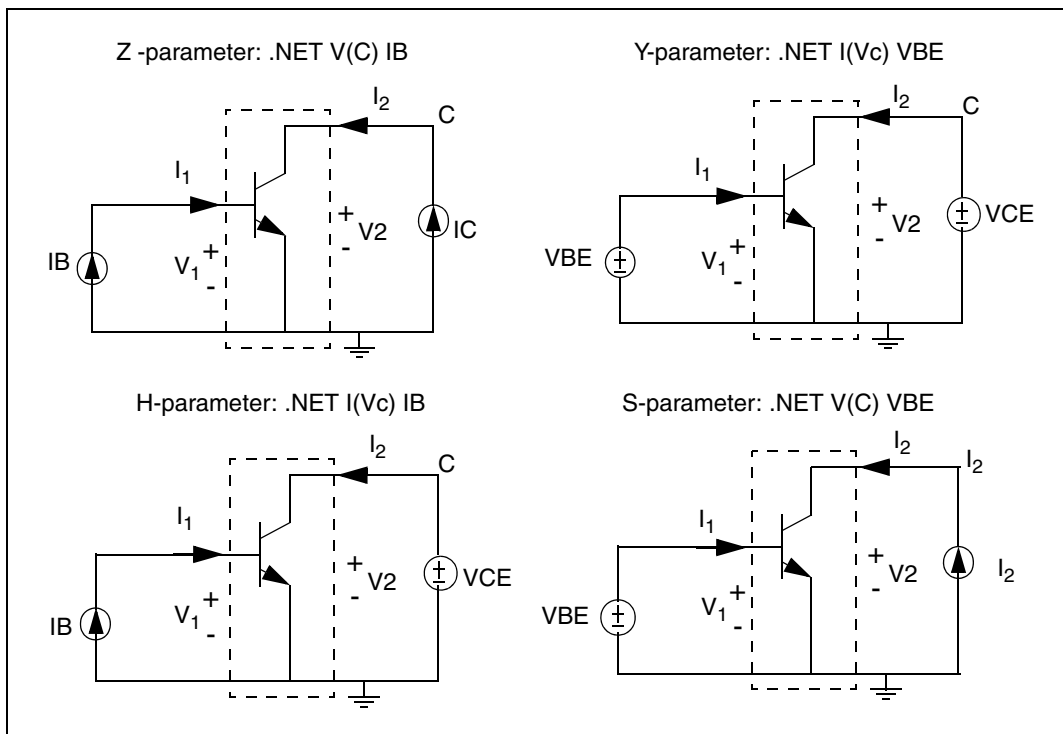 Z -parameter: .NET V(C) IB
I2
C
I1
+
V2
-
IC
IB
V1
+
-
Y-parameter: .NET I(Vc) VBE
I2
C
I1
+
V2
-
±
VCE
VBE
±
V1
+
-
H-parameter: .NET I(Vc) IB
I2
C
I1
+
V2
-
±
VCE
IB
V1
+
-
S-parameter: .NET V(C) VBE
I2
I2
I1
+
V2
-
I2
VBE
±
V1
+
-